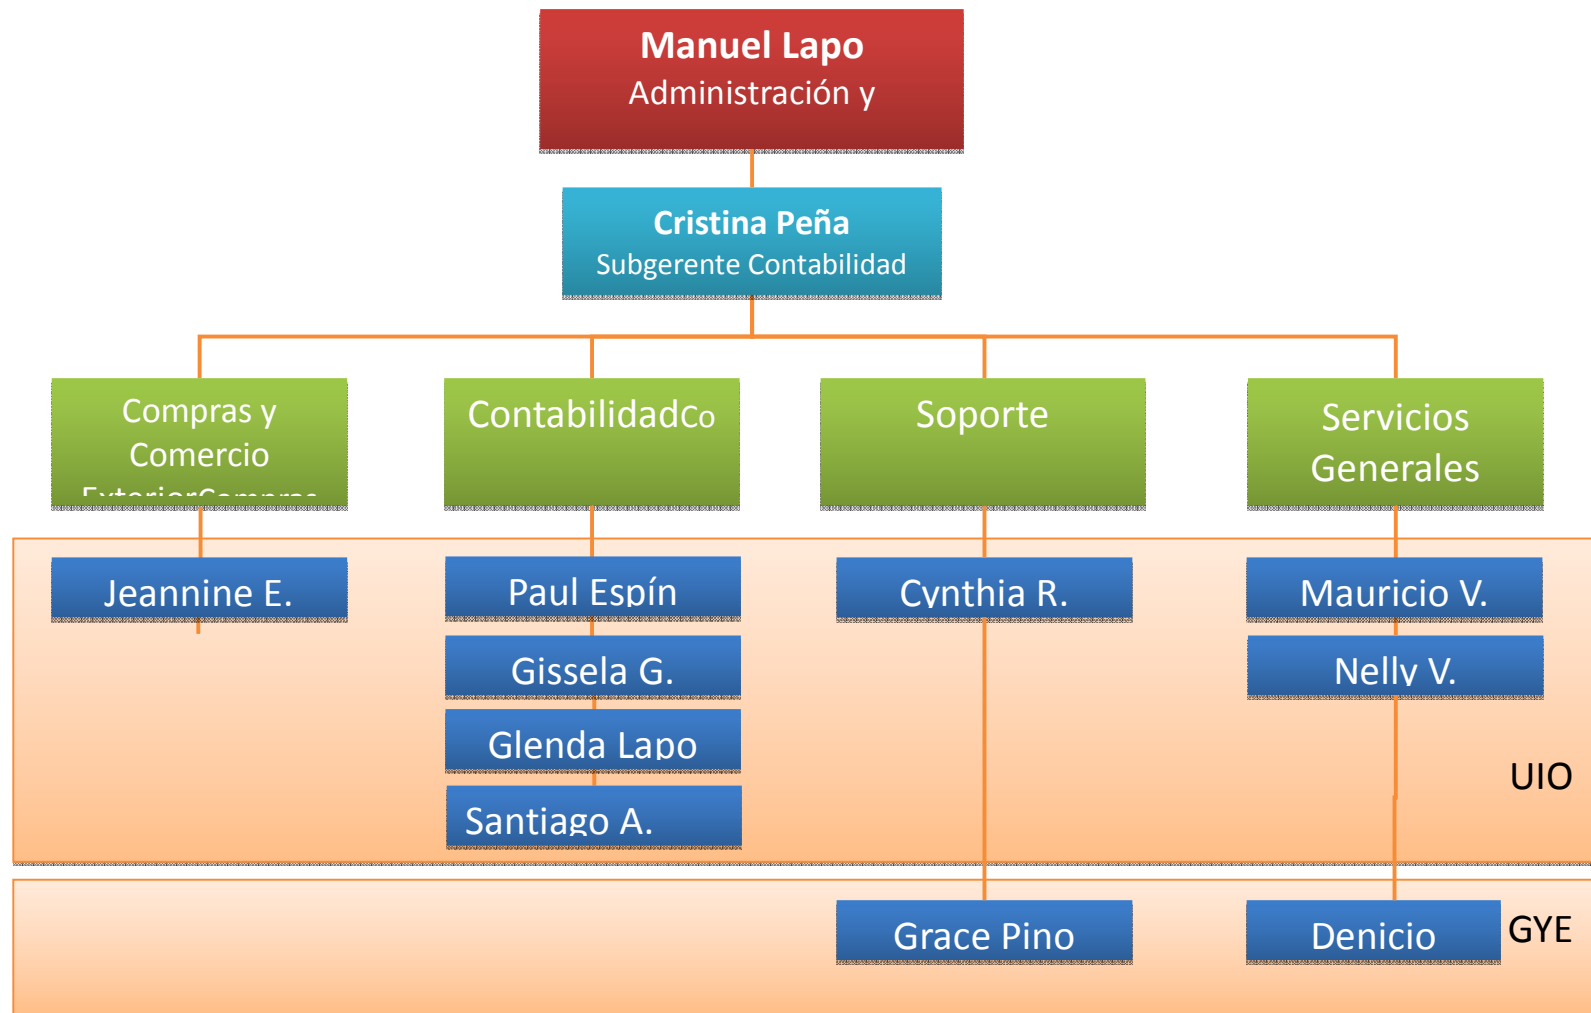 Manuel Lapo
Administración y
Cristina Peña
Subgerente Contabilidad
Compras y
Comercio
ExteriorCompras
ContabilidadCo
Soporte
Servicios
Generales
Jeannine E.
Paul Espín
Cynthia R.
Mauricio V.
Gissela G.
Nelly V.
Glenda Lapo
UIO
Santiago A.
Grace Pino
Denicio
GYE